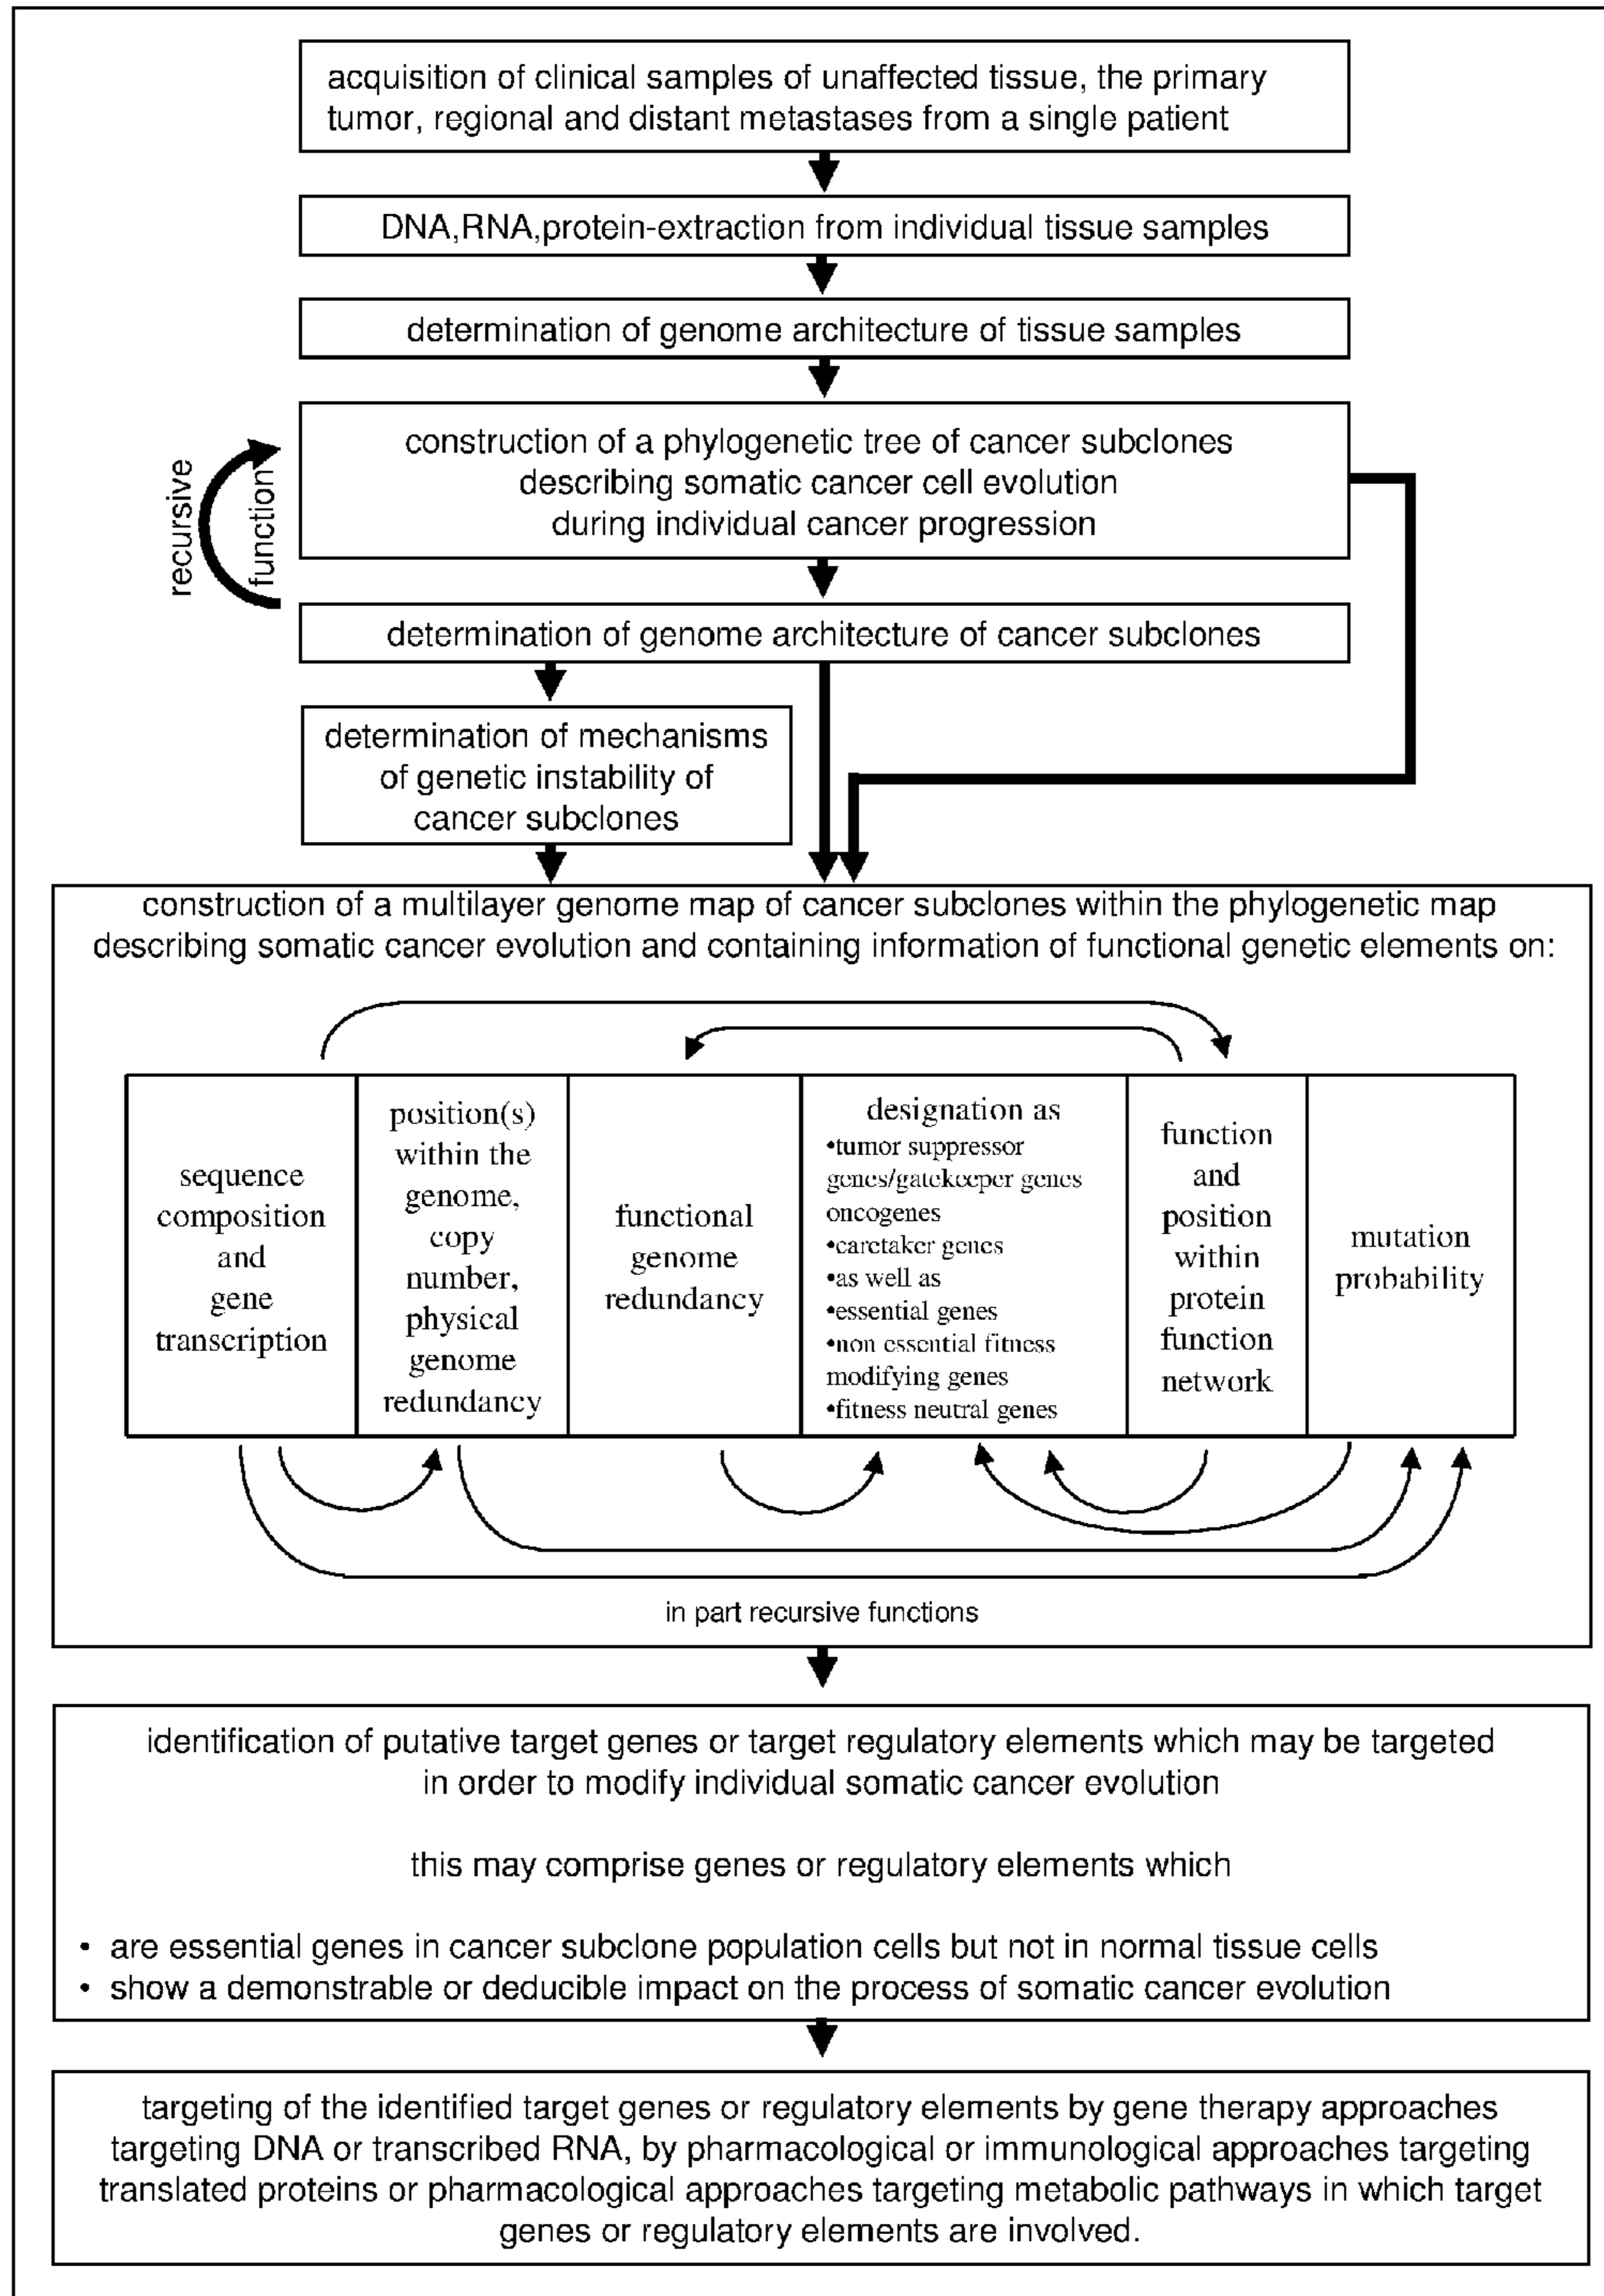 acquisition of clinical samples of unaffected tissue, the primary
tumor, regional and distant metastases from a single patient
DNA,RNA,protein-extraction from individual tissue samples
determination of genome architecture of tissue samples
construction of a phylogenetic tree of cancer subclones
describing somatic cancer cell evolution
during individual cancer progression
recursive
function
determination of genome architecture of cancer subclones
determination of mechanisms
of genetic instability of
cancer subclones
construction of a multilayer genome map of cancer subclones within the phylogenetic map
describing somatic cancer evolution and containing information of functional genetic elements on:
sequence
composition
and
gene
transcription
position(s)
within the
genome,
copy
number,
physical
genome
redundancy
functional
genome
redundancy
designation as
•tumor suppressor
genes/gatekeeper genes
oncogenes
•caretaker genes
•as well as
•essential genes
•non essential fitness
modifying genes
•fitness neutral genes
function
and
position
within
protein
function
network
mutation
probability
in part recursive functions
identification of putative target genes or target regulatory elements which may be targeted
in order to modify individual somatic cancer evolution
this may comprise genes or regulatory elements which
• are essential genes in cancer subclone population cells but not in normal tissue cells
• show a demonstrable or deducible impact on the process of somatic cancer evolution
targeting of the identified target genes or regulatory elements by gene therapy approaches
targeting DNA or transcribed RNA, by pharmacological or immunological approaches targeting
translated proteins or pharmacological approaches targeting metabolic pathways in which target
genes or regulatory elements are involved.